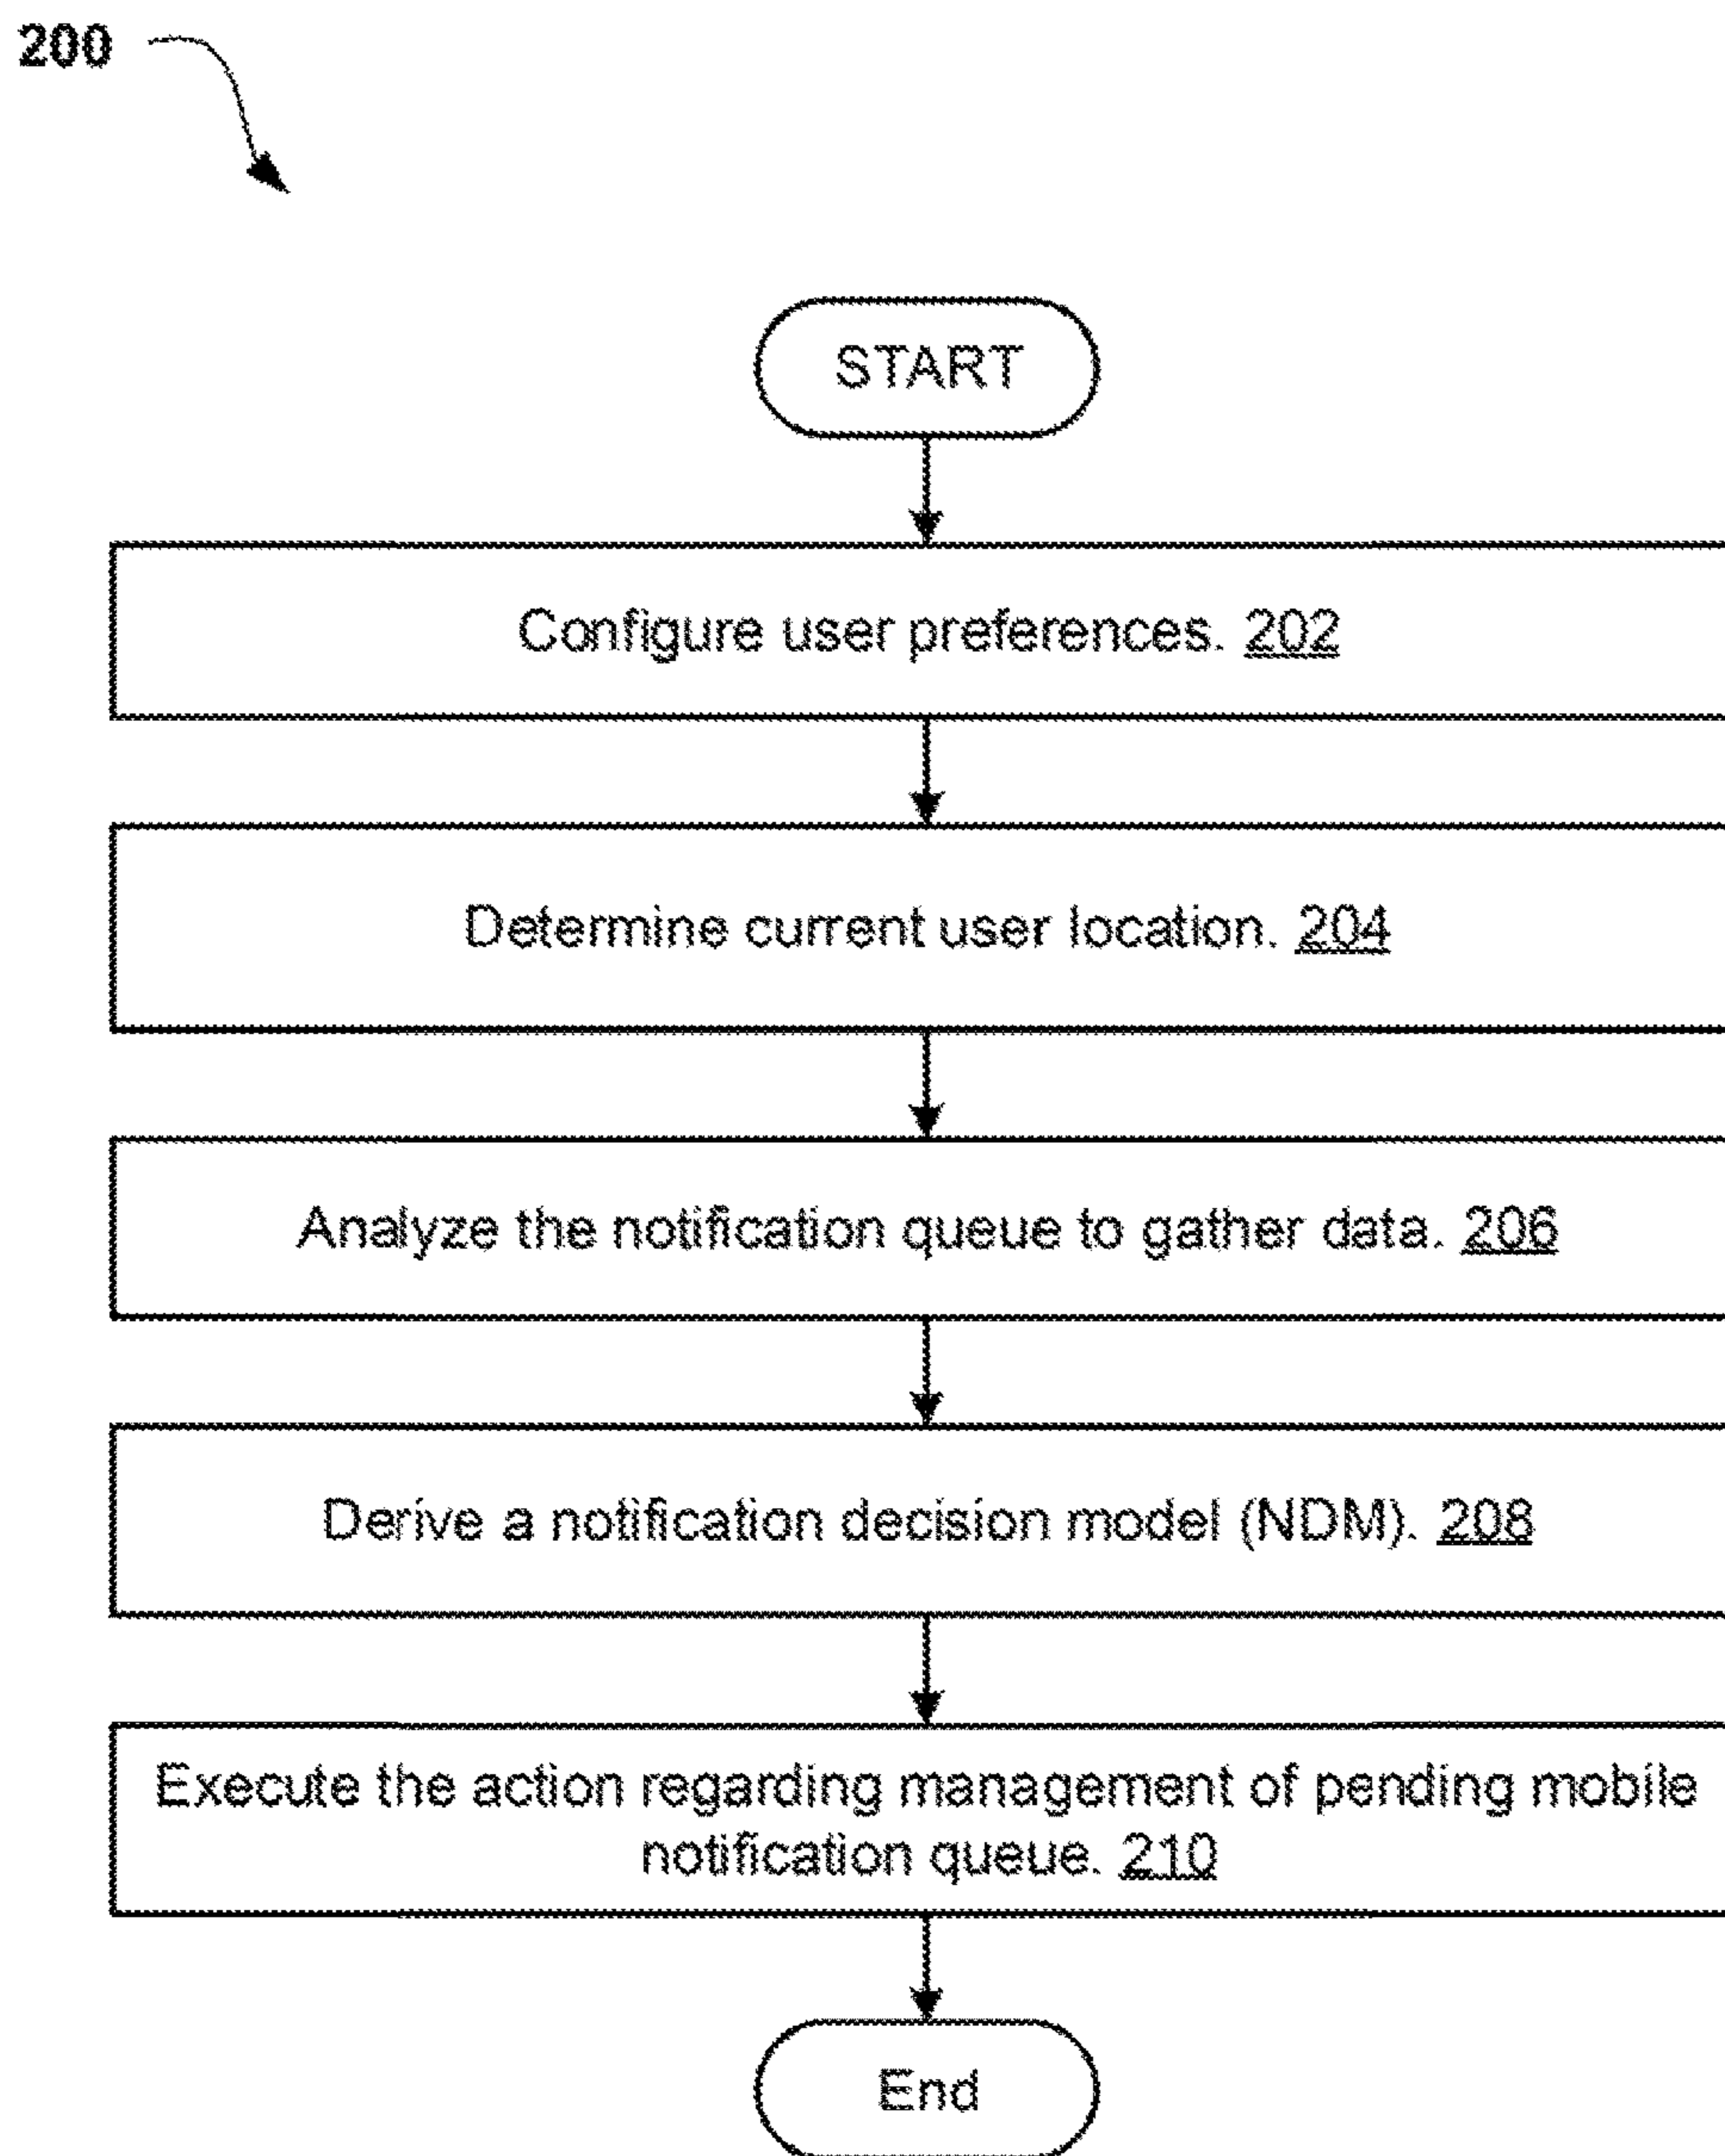 200
START
Configure user preferences. 202
Determine current user location. 204
Analyze the notification queue to gather data. 206
Derive a notification decision model (NDM). 208
Execute the action regarding management of pending mobile
notification queue. 210
End